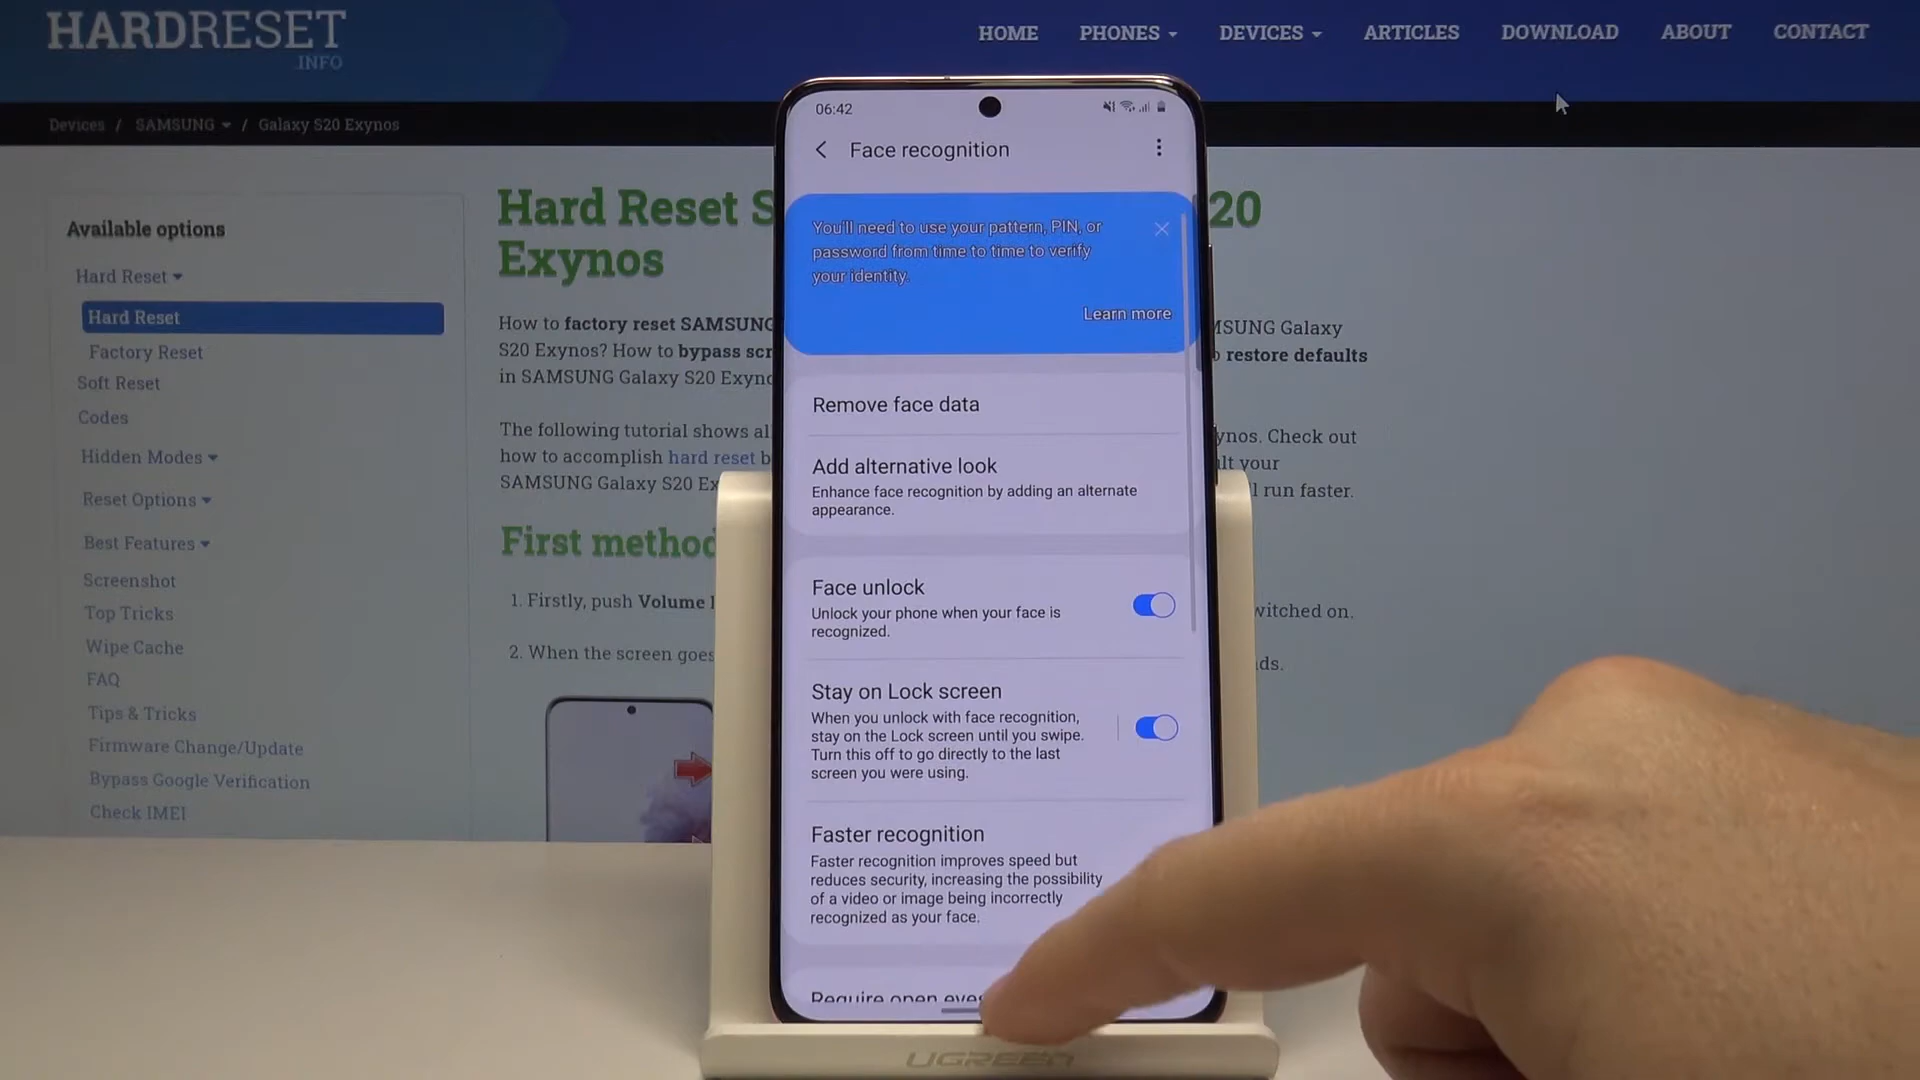 HARDRESET
.INFO
HOME PHONES DEVICES ARTICLES DOWNLOAD ABOUT CONTACT
Devices / SAMSUNG / Galaxy S20 Exynos
Available options
Hard Reset
Hard Reset
Factory Reset
Soft Reset
Codes
Hidden Modes
Reset Options
Best Features
Screenshot
Top Tricks
Wipe Cache
FAQ
Tips & Tricks
Firmware Change/Update
Bypass Google Verification
Check IMEI
Hard Reset S 20
Exynos
How to factory reset SAMSUNG MSUNG Galaxy
S20 Exynos? How to bypass scr restore defaults
in SAMSUNG Galaxy S20 Exyno
The following tutorial shows al ynos. Check out
how to accomplish hard reset b lt your
SAMSUNG Galaxy S20 Ex l run faster.
First method
1. Firstly, push Volume witched on.
2. When the screen goes ds.
06:42
Face recognition
You'll need to use your pattern, PIN, or
password from time to time to verify
your identity.
Learn more
Remove face data
Add alternative look
Enhance face recognition by adding an alternate
appearance.
Face unlock
Unlock your phone when your face is
recognized.
Stay on Lock screen
When you unlock with face recognition,
stay on the Lock screen until you swipe.
Turn this off to go directly to the last
screen you were using.
Faster recognition
Faster recognition improves speed but
reduces security, increasing the possibility
of a video or image being incorrectly
recognized as your face.
Require open eyes
UGREEN